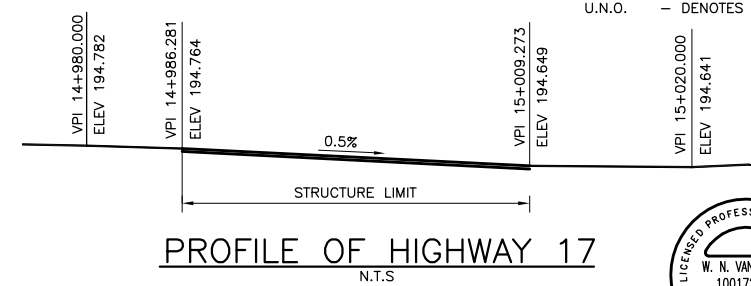 U.N.O. – DENOTES
VPI 14+980.000
ELEV 194.782
VPI 14+986.281
ELEV 194.764
VPI 15+009.273
ELEV 194.649
VPI 15+020.000
ELEV 194.641
0.5%
STRUCTURE LIMIT
PROFILE OF HIGHWAY 17
N.T.S
LICENSED PROFESS
W. N. VAN